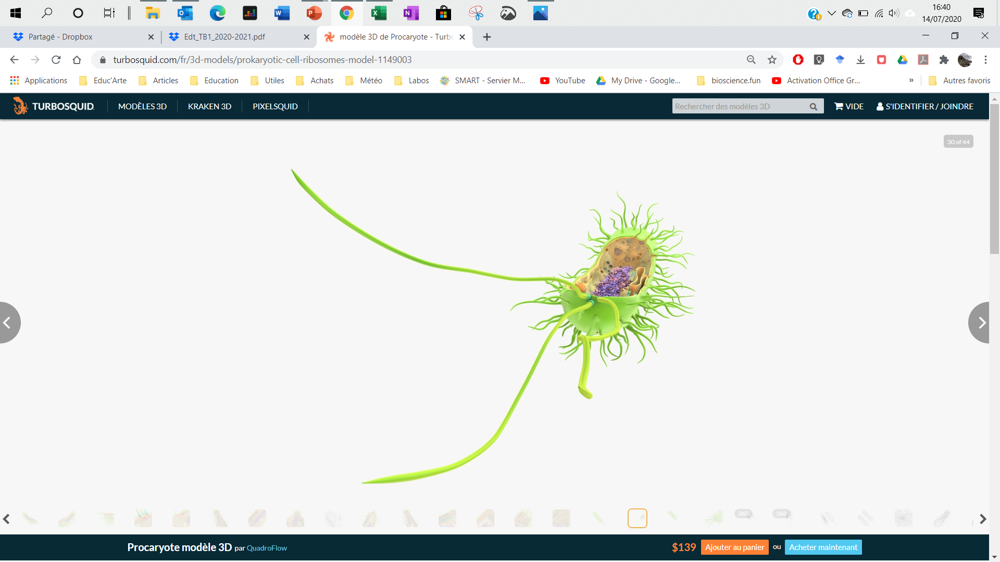 16:40
14/07/2020
Partagé - Dropbox
Edt_TB1_2020-2021.pdf
modèle 3D de Procaryote - Turb
turbosquid.com/fr/3d-models/prokaryotic-cell-ribosomes-model-1149003
Applications Educ'Arte Articles Education Utiles Achats Météo Labos SMART - Servier M... YouTube My Drive - Google... bioscience.fun Activation Office Gr... » Autres favoris
TURBOSQUID MODÈLES 3D KRAKEN 3D PIXELSQUID Rechercher des modèles 3D VIDE S'IDENTIFIER / JOINDRE
30 of 44
360 360
Procaryote modèle 3D par QuadroFlow $139 Ajouter au panier ou Acheter maintenant